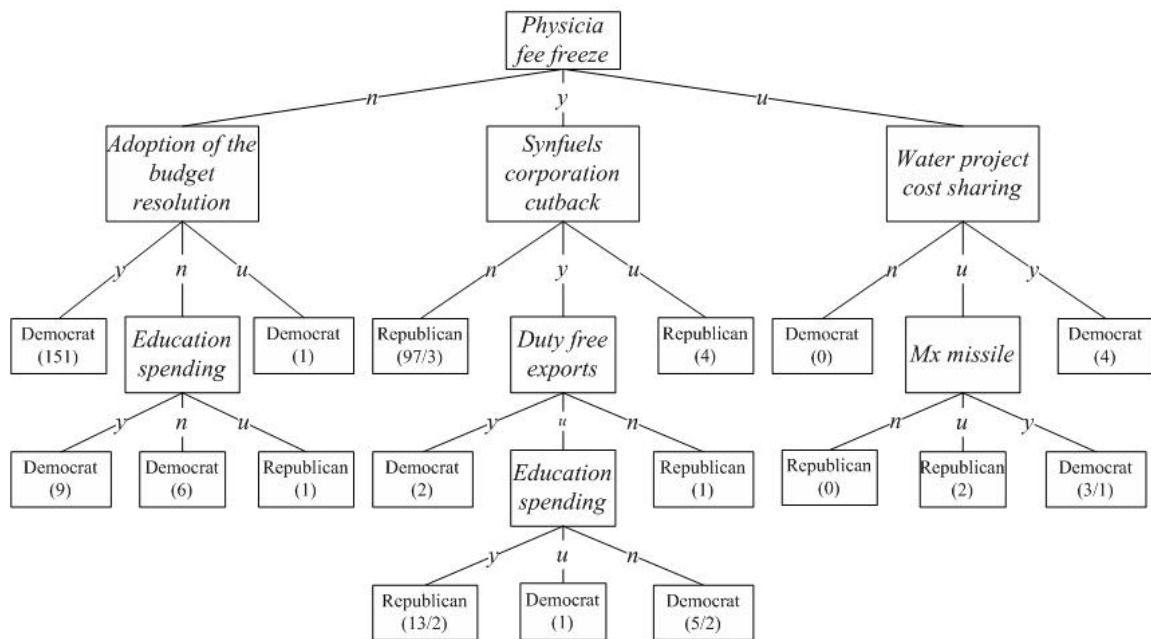 Physicia
fee freeze
n
y
u
Adoption of the
budget
resolution
Synfuels
corporation
cutback
Water project
cost sharing
y
n
u
n
y
u
n
u
y
Democrat
(151)
Education
spending
Democrat
(1)
Republican
(97/3)
Duty free
exports
Republican
(4)
Democrat
(0)
Mx missile
Democrat
(4)
y
n
u
y
u
n
n
u
y
Democrat
(9)
Democrat
(6)
Republican
(1)
Democrat
(2)
Education
spending
Republican
(1)
Republican
(0)
Republican
(2)
Democrat
(3/1)
y
u
n
Republican
(13/2)
Democrat
(1)
Democrat
(5/2)